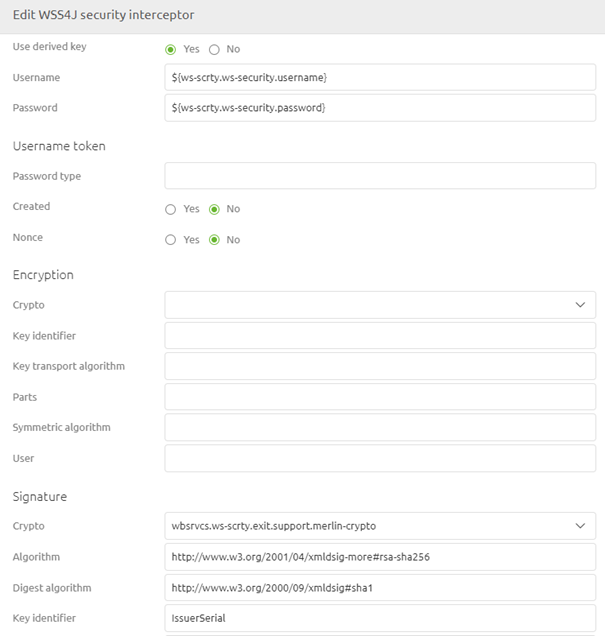 Edit WSS4J security interceptor
Use derived key Yes No
Username ${ws-scrty.ws-security.username}
Password ${ws-scrty.ws-security.password}
Username token
Password type
Created Yes No
Nonce Yes No
Encryption
Crypto
Key identifier
Key transport algorithm
Parts
Symmetric algorithm
User
Signature
Crypto wbsrvcs.ws-scrty.exit.support.merlin-crypto
Algorithm http://www.w3.org/2001/04/xmldsig-more#rsa-sha256
Digest algorithm http://www.w3.org/2000/09/xmldsig#sha1
Key identifier IssuerSerial